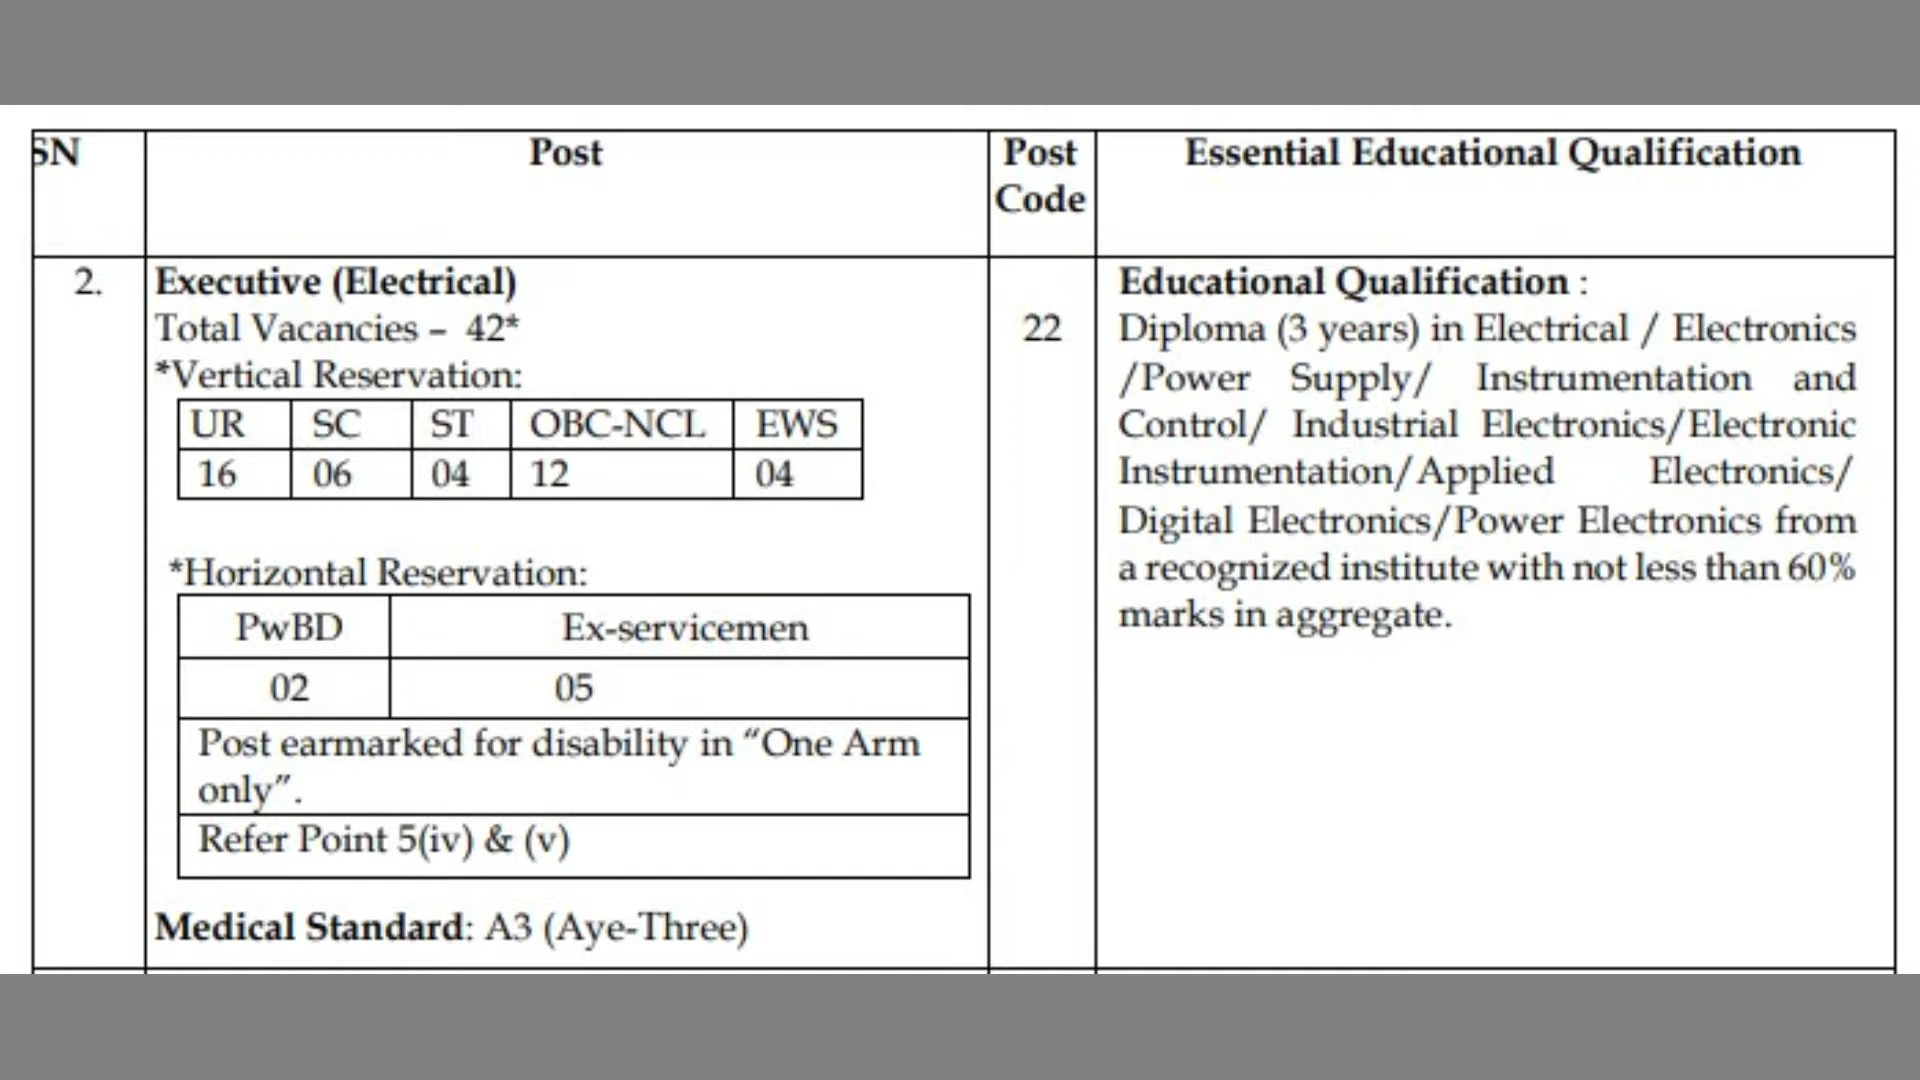 SN Post Post Essential Educational Qualification
Code
2. Executive (Electrical)
Total Vacancies – 42*
*Vertical Reservation:
UR SC ST OBC-NCL EWS
16 06 04 12 04
*Horizontal Reservation:
PwBD Ex-servicemen
02 05
Post earmarked for disability in “One Arm
only”.
Refer Point 5(iv) & (v)
Medical Standard: A3 (Aye-Three)
22
Educational Qualification :
Diploma (3 years) in Electrical / Electronics
/Power Supply/ Instrumentation and
Control/ Industrial Electronics/Electronic
Instrumentation/Applied Electronics/
Digital Electronics/Power Electronics from
a recognized institute with not less than 60%
marks in aggregate.